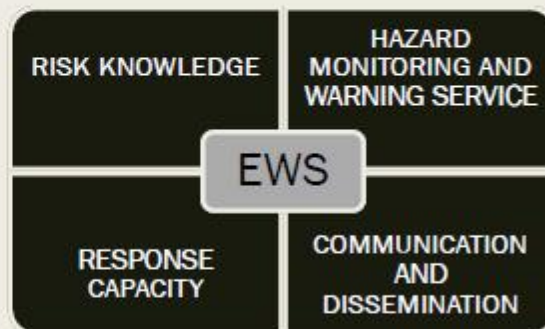 RISK KNOWLEDGE
HAZARD
MONITORING AND
WARNING SERVICE
EWS
RESPONSE
CAPACITY
COMMUNICATION
AND
DISSEMINATION